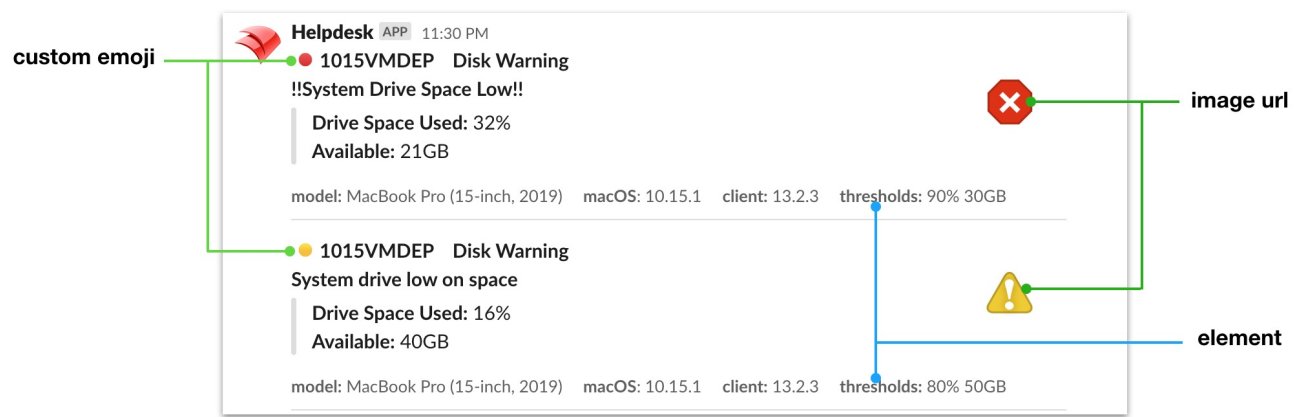 Helpdesk APP 11:30 PM
custom emoji
1015VMDEP Disk Warning
!!System Drive Space Low!!
image url
Drive Space Used: 32%
Available: 21GB
model: MacBook Pro (15-inch, 2019) macOS: 10.15.1 client: 13.2.3 thresholds: 90% 30GB
1015VMDEP Disk Warning
System drive low on space
Drive Space Used: 16%
Available: 40GB
element
model: MacBook Pro (15-inch, 2019) macOS: 10.15.1 client: 13.2.3 thresholds: 80% 50GB